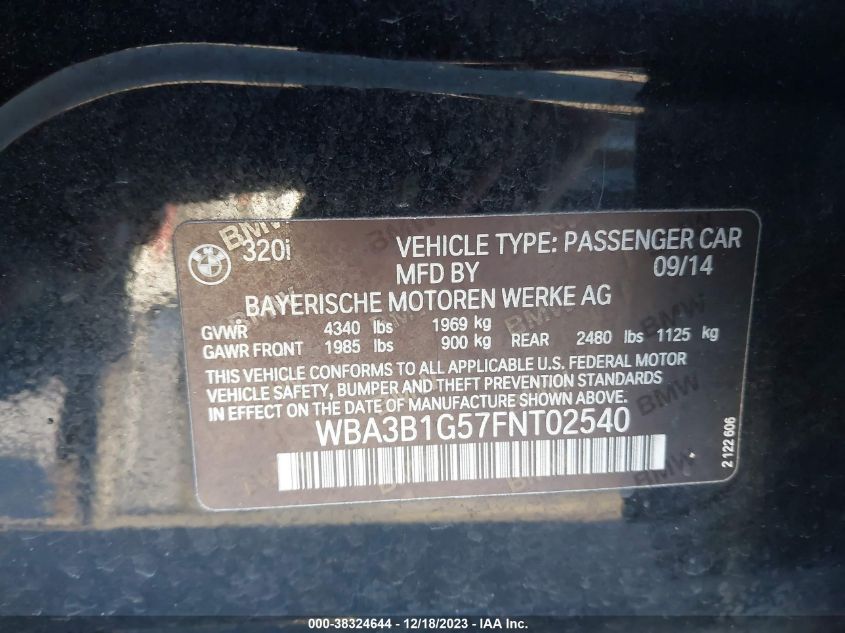 BMW
320i VEHICLE TYPE: PASSENGER CAR
MFD BY 09/14
BAYERISCHE MOTOREN WERKE AG
GVWR 4340 lbs 1969 kg
GAWR FRONT 1985 lbs 900 kg REAR 2480 lbs 1125 kg
THIS VEHICLE CONFORMS TO ALL APPLICABLE U.S. FEDERAL MOTOR
VEHICLE SAFETY, BUMPER AND THEFT PREVENTION STANDARDS
IN EFFECT ON THE DATE OF MANUFACTURE SHOWN ABOVE.
WBA3B1G57FNT02540
2 122 606
000-38324644 - 12/18/2023 - IAA.